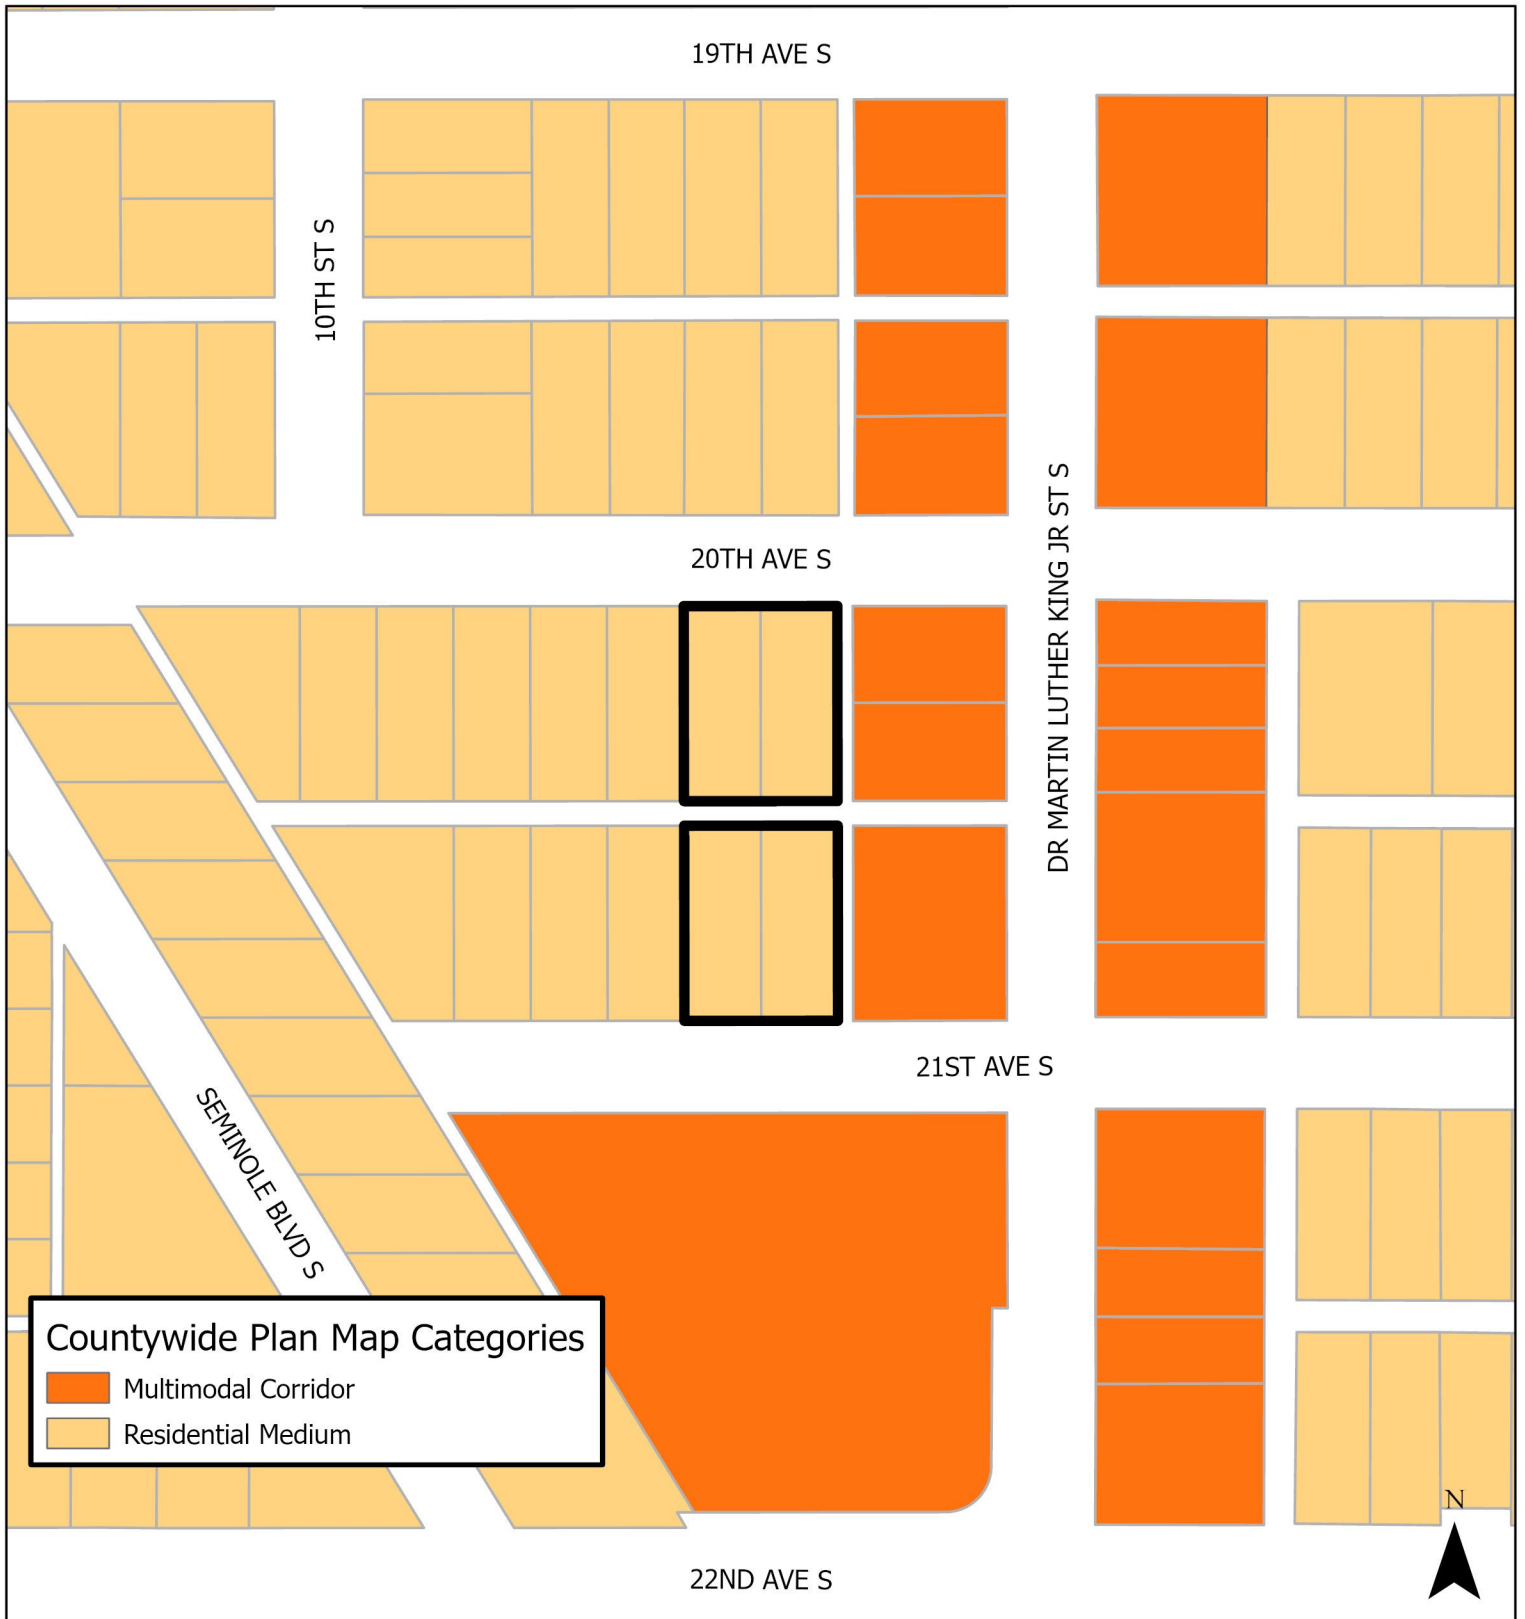 19TH AVE S
10TH ST S
DR MARTIN LUTHER KING JR ST S
20TH AVE S
21ST AVE S
SEMINOLE BLVD S
Countywide Plan Map Categories
Multimodal Corridor
Residential Medium
N
22ND AVE S